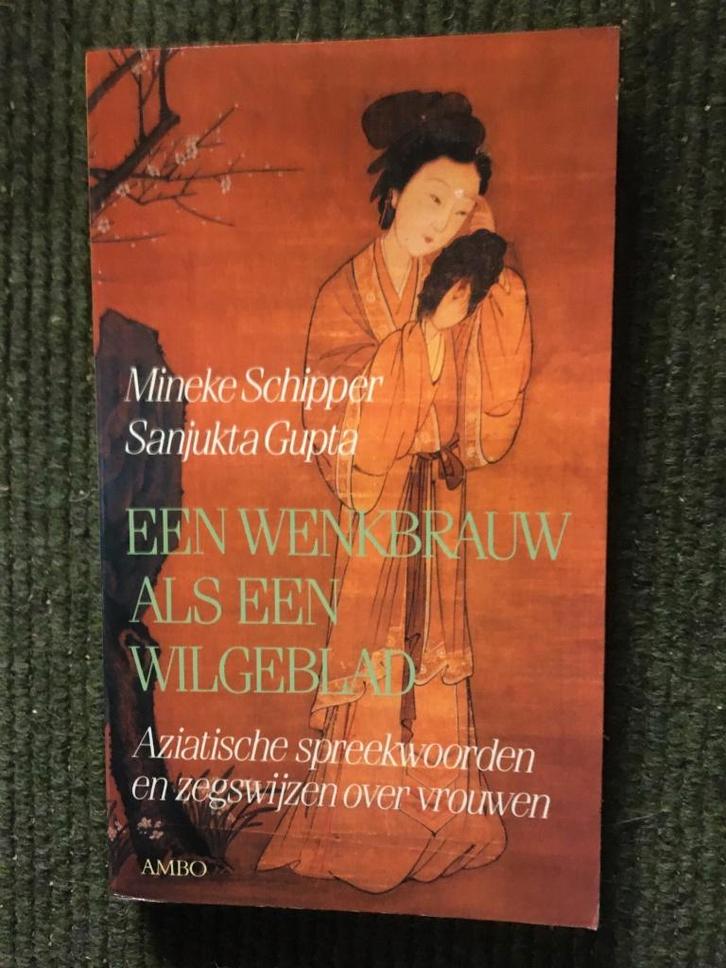 Mineke Schipper
Sanjukta Gupta
EEN WENKBRAUW
ALS EEN
WILGEBLAD
Aziatische spreekwoorden
en zegswijzen over vrouwen
AMBO